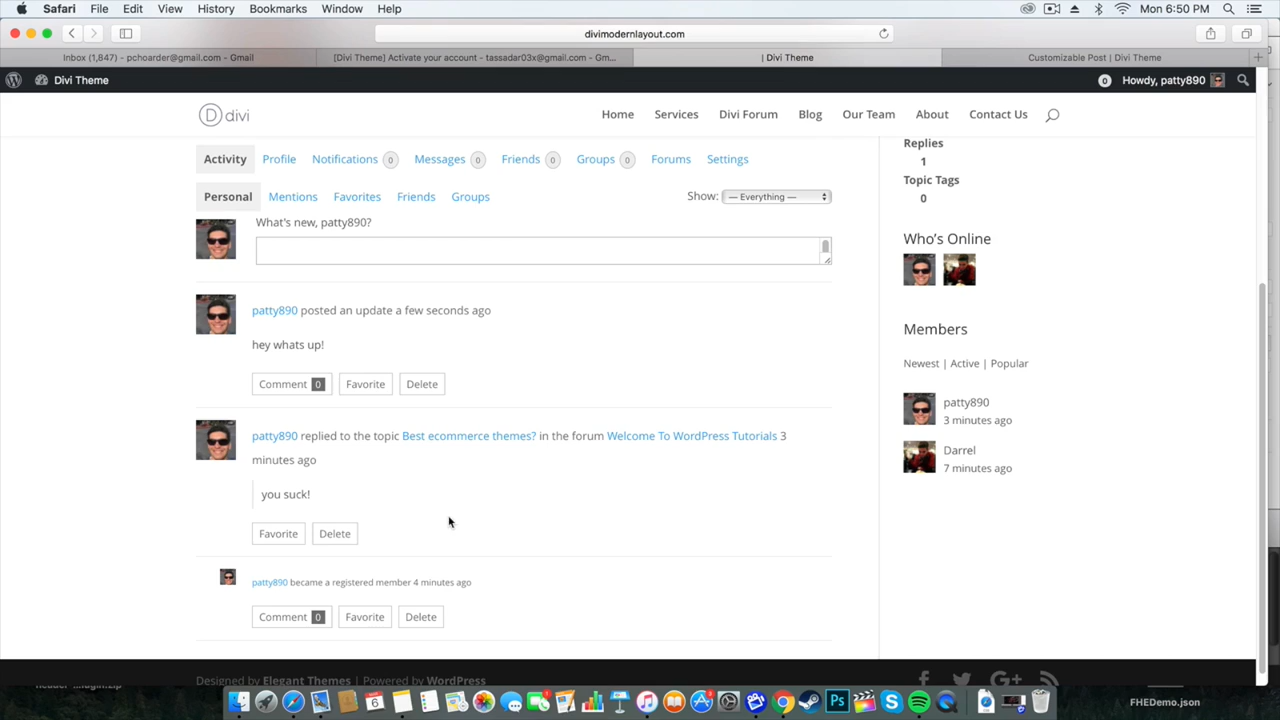 Safari File Edit View History Bookmarks Window Help Mon 6:50 PM
divimodernlayout.com
Inbox (1,847) - pchoarder@gmail.com - Gmail
[Divi Theme] Activate your account - tassadar03x@gmail.com - Gm...
| Divi Theme
Customizable Post | Divi Theme
Divi Theme 0 Howdy, patty890
D divi Home Services Divi Forum Blog Our Team About Contact Us
Activity Profile Notifications 0 Messages 0 Friends 0 Groups 0 Forums Settings
Personal Mentions Favorites Friends Groups Show: — Everything —
What's new, patty890?
patty890 posted an update a few seconds ago
hey whats up!
Comment 0 Favorite Delete
patty890 replied to the topic Best ecommerce themes? in the forum Welcome To WordPress Tutorials 3
minutes ago
you suck!
Favorite Delete
patty890 became a registered member 4 minutes ago
Comment 0 Favorite Delete
Replies
1
Topic Tags
0
Who's Online
Members
Newest | Active | Popular
patty890
3 minutes ago
Darrel
7 minutes ago
Designed by Elegant Themes | Powered by WordPress
FHEDemo.json